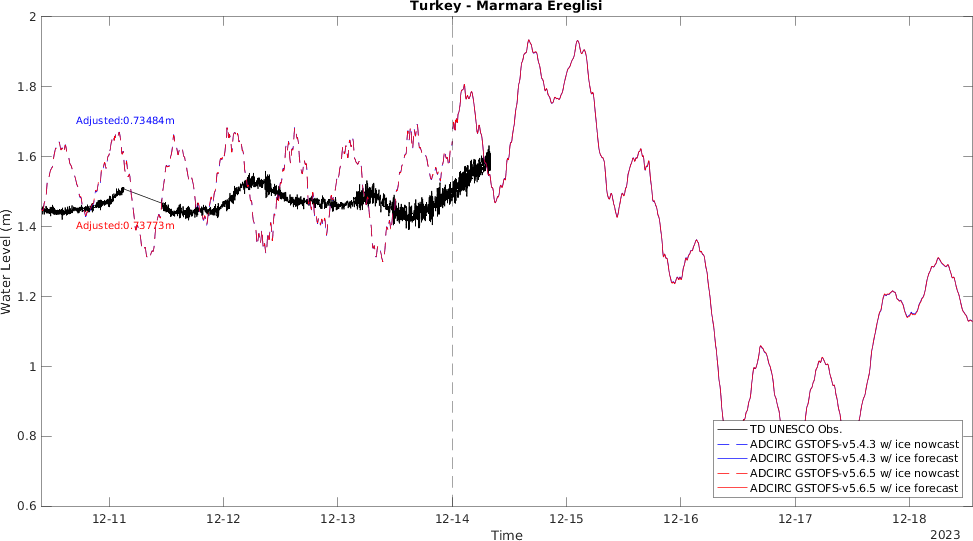 Turkey - Marmara Ereglisi
2
1.8
1.6
1.4
1.2
1
0.8
0.6
Water Level (m)
Adjusted:0.73484m
Adjusted:0.73773m
TD UNESCO Obs.
ADCIRC GSTOFS-v5.4.3 w/ ice nowcast
ADCIRC GSTOFS-v5.4.3 w/ ice forecast
ADCIRC GSTOFS-v5.6.5 w/ ice nowcast
ADCIRC GSTOFS-v5.6.5 w/ ice forecast
12-11 12-12 12-13 12-14 12-15 12-16 12-17 12-18
Time
2023